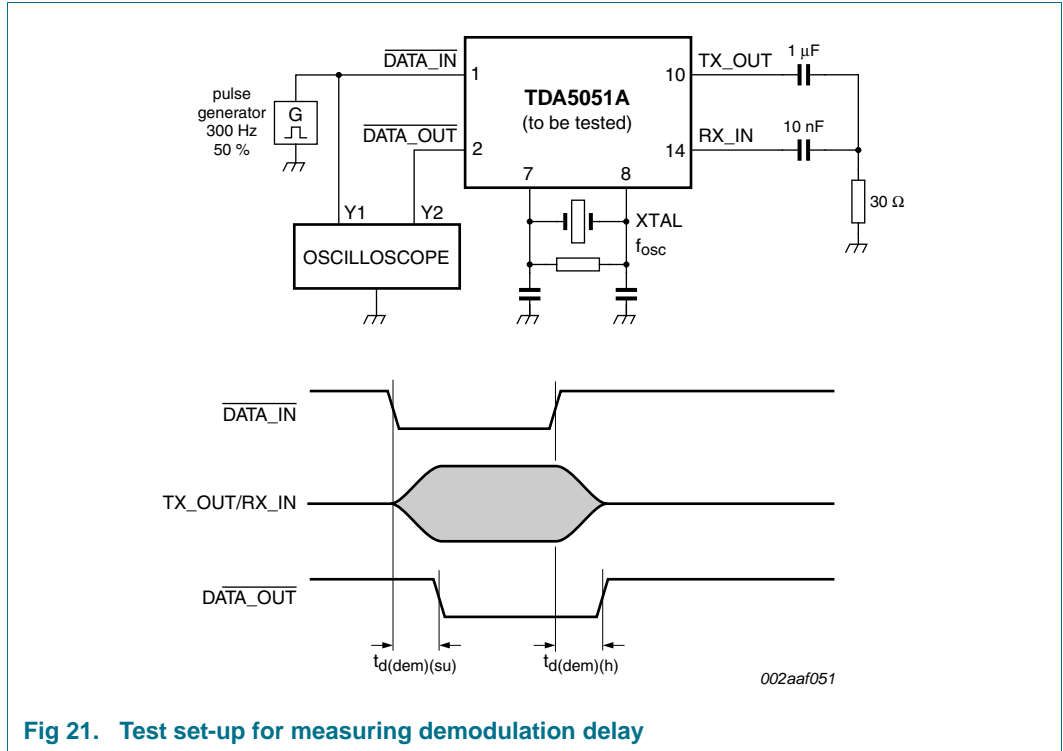 DATA_IN
TX_OUT
1 μF
1
10
pulse
generator
300 Hz
50 %
G
TDA5051A
(to be tested)
DATA_OUT
RX_IN
10 nF
2
14
7
8
30 Ω
Y1
Y2
XTAL
fosc
OSCILLOSCOPE
DATA_IN
TX_OUT/RX_IN
DATA_OUT
td(dem)(su)
td(dem)(h)
002aaf051
Fig 21. Test set-up for measuring demodulation delay